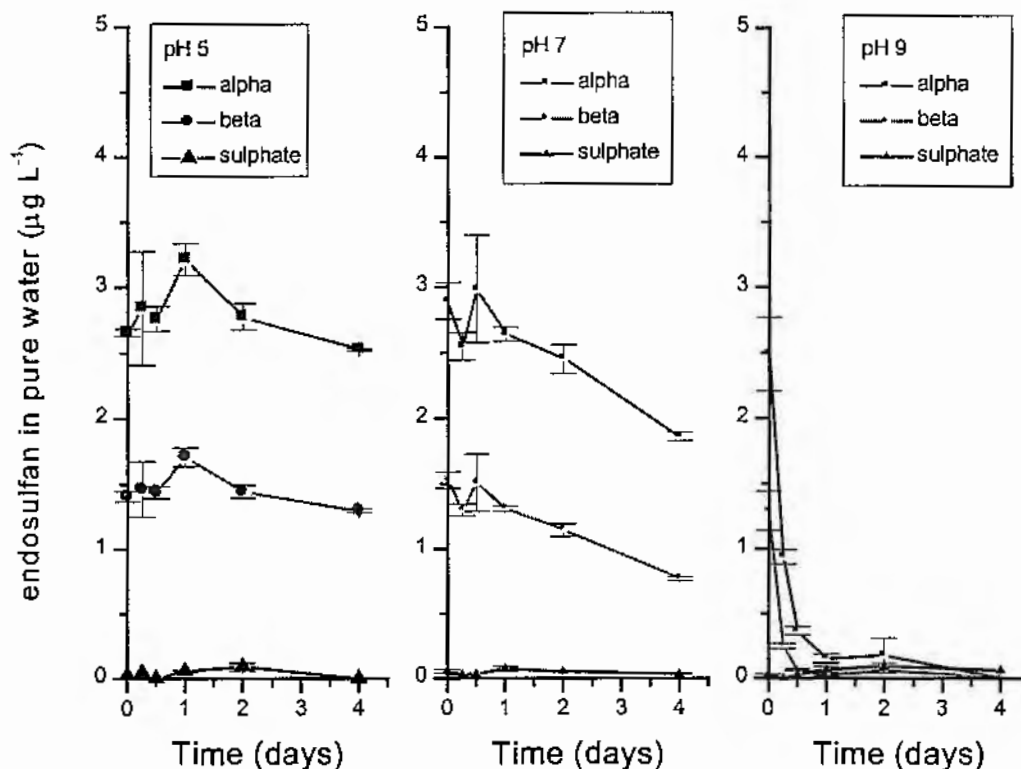 endosulfan in pure water (µg L⁻¹)
5
4
3
2
1
0
pH 5
alpha
beta
sulphate
0 1 2 3 4
Time (days)
5
4
3
2
1
0
pH 7
alpha
beta
sulphate
0 1 2 3 4
Time (days)
5
4
3
2
1
0
pH 9
alpha
beta
sulphate
0 1 2 3 4
Time (days)